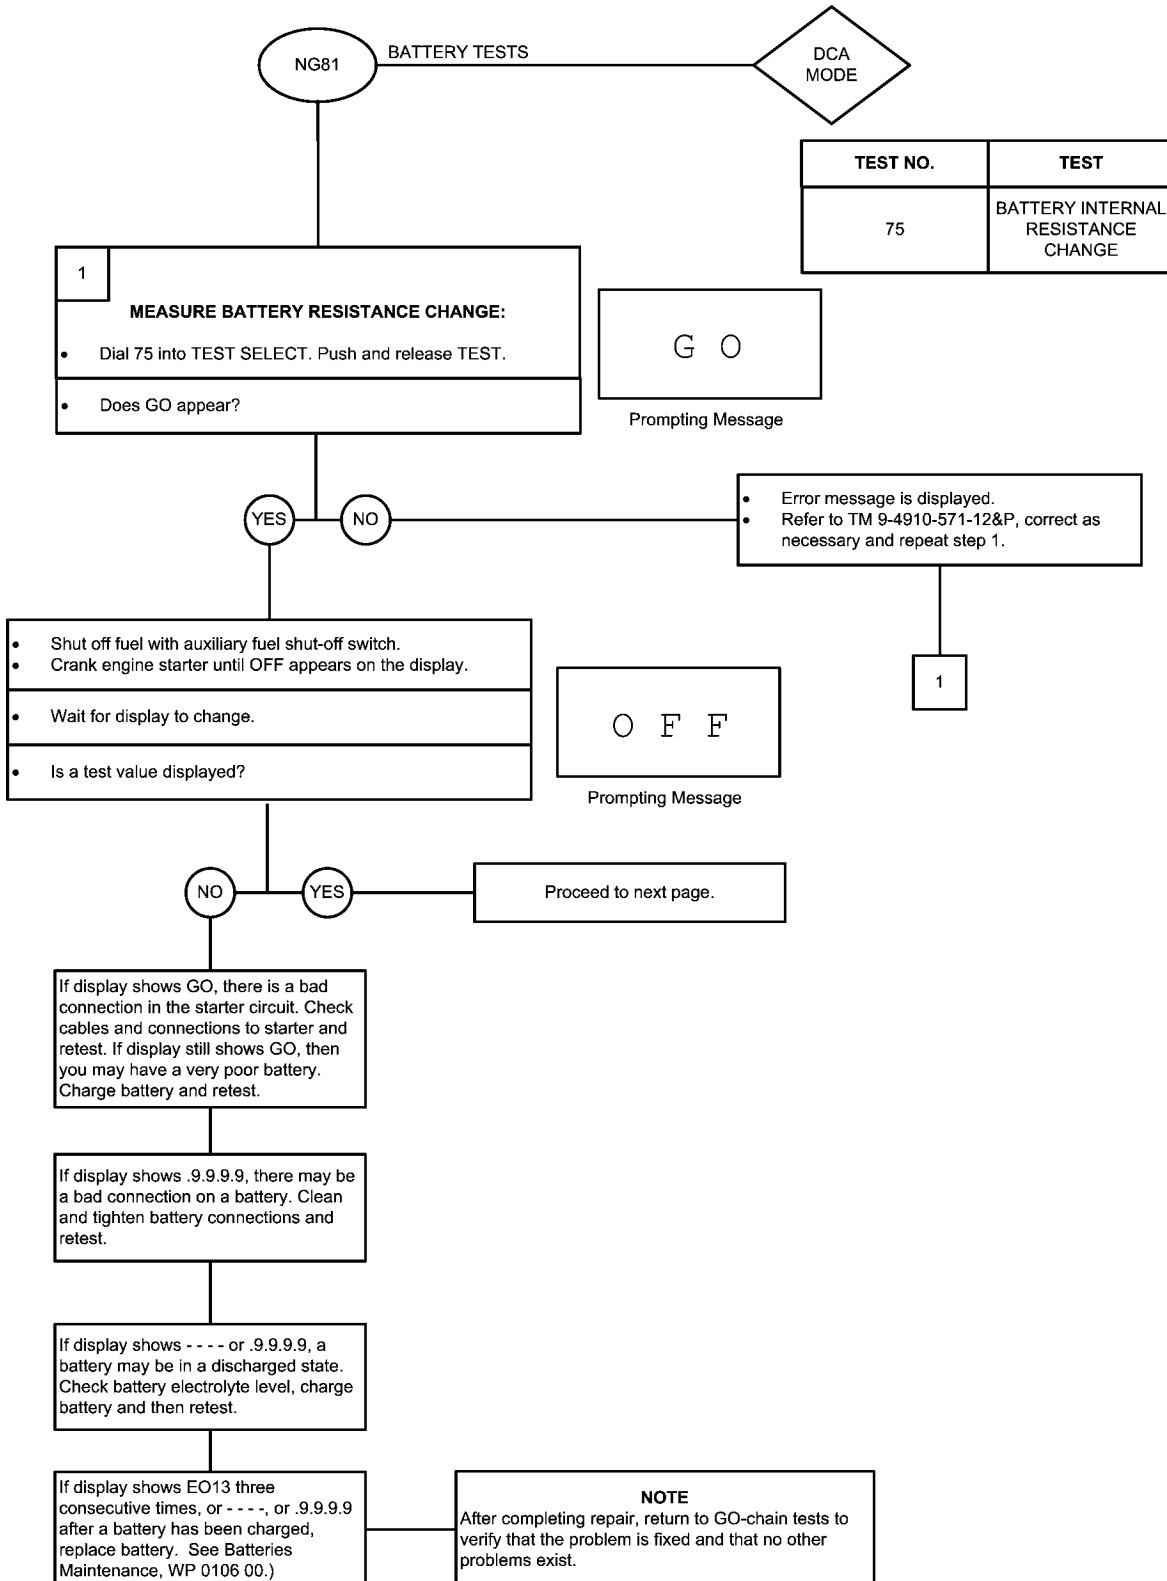 NG81
BATTERY TESTS
DCA
MODE
TEST NO.
TEST
75
BATTERY INTERNAL
RESISTANCE
CHANGE
1
MEASURE BATTERY RESISTANCE CHANGE:
• Dial 75 into TEST SELECT. Push and release TEST.
• Does GO appear?
G O
Prompting Message
YES
NO
• Error message is displayed.
• Refer to TM 9-4910-571-12&P, correct as
necessary and repeat step 1.
1
• Shut off fuel with auxiliary fuel shut-off switch.
• Crank engine starter until OFF appears on the display.
• Wait for display to change.
• Is a test value displayed?
O F F
Prompting Message
NO
YES
Proceed to next page.
If display shows GO, there is a bad
connection in the starter circuit. Check
cables and connections to starter and
retest. If display still shows GO, then
you may have a very poor battery.
Charge battery and retest.
If display shows .9.9.9.9, there may be
a bad connection on a battery. Clean
and tighten battery connections and
retest.
If display shows - - - - or .9.9.9.9, a
battery may be in a discharged state.
Check battery electrolyte level, charge
battery and then retest.
If display shows EO13 three
consecutive times, or - - - -, or .9.9.9.9
after a battery has been charged,
replace battery. See Batteries
Maintenance, WP 0106 00.)
NOTE
After completing repair, return to GO-chain tests to
verify that the problem is fixed and that no other
problems exist.